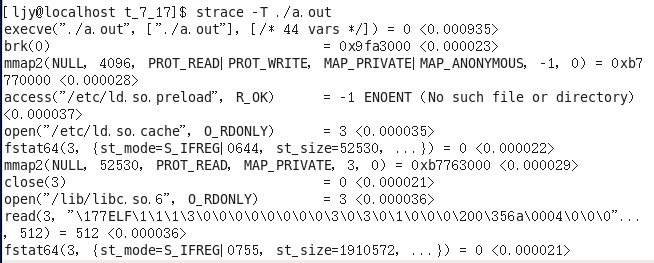 [ljy@localhost t_7_17]$ strace -T ./a.out
execve("./a.out", ["./a.out"], [/* 44 vars */]) = 0 <0.000935>
brk(0)                                  = 0x9fa3000 <0.000023>
mmap2(NULL, 4096, PROT_READ|PROT_WRITE, MAP_PRIVATE|MAP_ANONYMOUS, -1, 0) = 0xb7
770000 <0.000028>
access("/etc/ld.so.preload", R_OK)      = -1 ENOENT (No such file or directory)
<0.000037>
open("/etc/ld.so.cache", O_RDONLY)      = 3 <0.000035>
fstat64(3, {st_mode=S_IFREG|0644, st_size=52530, ...}) = 0 <0.000022>
mmap2(NULL, 52530, PROT_READ, MAP_PRIVATE, 3, 0) = 0xb7763000 <0.000029>
close(3)                                = 0 <0.000021>
open("/lib/libc.so.6", O_RDONLY)        = 3 <0.000036>
read(3, "\177ELF\1\1\1\3\0\0\0\0\0\0\0\0\3\0\3\0\1\0\0\0\200\356a\0004\0\0\0"...
, 512) = 512 <0.000036>
fstat64(3, {st_mode=S_IFREG|0755, st_size=1910572, ...}) = 0 <0.000021>